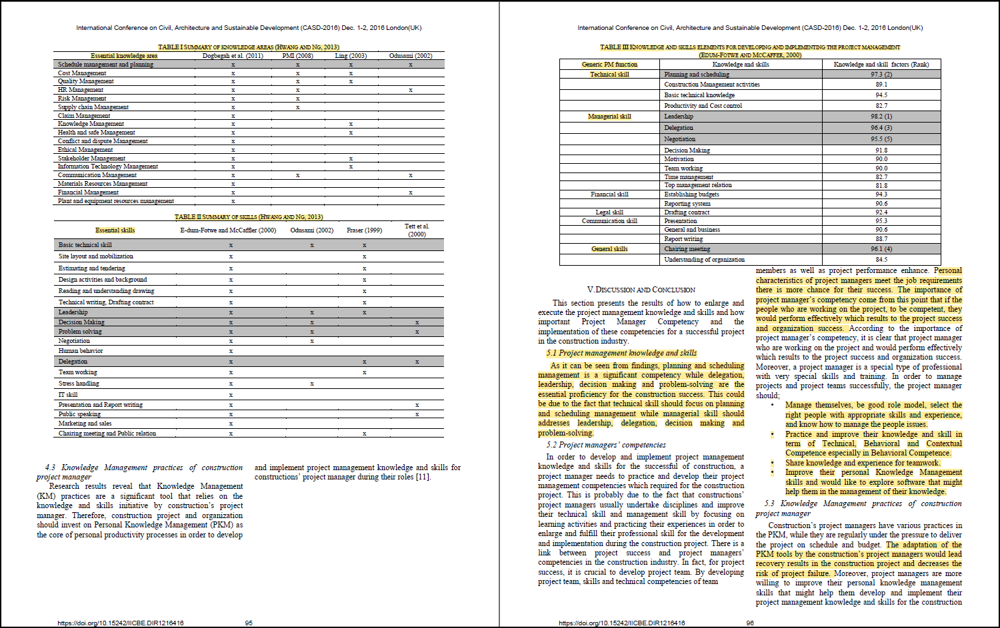 International Conference on Civil, Architecture and Sustainable Development (CASD-2016) Dec. 1-2, 2016 London(UK)
TABLE I SUMMARY OF KNOWLEDGE AREAS (HWANG AND NG, 2013)
Essential knowledge area Dogbegah et al. (2011) PMI (2008) Ling (2003) Odusami (2002)
Schedule management and planning x x x x
Cost Management x x x
Quality Management x x x
HR Management x x x
Risk Management x x
Supply chain Management x x
Claim Management x
Knowledge Management x x
Health and safe Management x x
Conflict and dispute Management x
Ethical Management x
Stakeholder Management x x
Information Technology Management x x
Communication Management x x x
Materials Resources Management x
Financial Management x x
Plant and equipment resources management x
TABLE II SUMMARY OF SKILLS (HWANG AND NG, 2013)
Essential skills E-dum-Fotwe and McCaffler (2000) Odusami (2002) Fraser (1999) Tett et al.
(2000)
Basic technical skill x x x
Site layout and mobilization x x
Estimating and tendering x x
Design activities and background x x
Reading and understanding drawing x x
Technical writing, Drafting contract x x
Leadership x x x
Decision Making x x x
Problem solving x x x
Negotiation x x
Human behavior x
Delegation x x x
Team working x x
Stress handling x x
IT skill x
Presentation and Report writing x x
Public speaking x x
Marketing and sales x
Chairing meeting and Public relation x x
4.3 Knowledge Management practices of construction
project manager
Research results reveal that Knowledge Management
(KM) practices are a significant tool that relies on the
knowledge and skills initiative by construction's project
manager. Therefore, construction project and organization
should invest on Personal Knowledge Management (PKM) as
the core of personal productivity processes in order to develop
and implement project management knowledge and skills for
constructions' project manager during their roles [11].
https://doi.org/10.15242/IICBE.DIR1216416 95
International Conference on Civil, Architecture and Sustainable Development (CASD-2016) Dec. 1-2, 2016 London(UK)
TABLE III KNOWLEDGE AND SKILLS ELEMENTS FOR DEVELOPING AND IMPLEMENTING THE PROJECT MANAGEMENT
(EDUM-FOTWE AND MCCAFFER, 2000)
Generic PM function Knowledge and skills Knowledge and skill factors (Rank)
Technical skill Planning and scheduling 97.3 (2)
Construction Management activities 89.1
Basic technical knowledge 94.5
Productivity and Cost control 82.7
Managerial skill Leadership 98.2 (1)
Delegation 96.4 (3)
Negotiation 95.5 (5)
Decision Making 91.8
Motivation 90.0
Team working 90.0
Time management 82.7
Top management relation 81.8
Financial skill Establishing budgets 94.3
Reporting system 90.6
Legal skill Drafting contract 92.4
Communication skill Presentation 95.3
General and business 90.6
Report writing 88.7
General skills Chairing meeting 96.1 (4)
Understanding of organization 84.5
V. DISCUSSION AND CONCLUSION
This section presents the results of how to enlarge and
execute the project management knowledge and skills and how
important Project Manager Competency and the
implementation of these competencies for a successful project
in the construction industry.
5.1 Project management knowledge and skills
As it can be seen from findings, planning and scheduling
management is a significant competency while delegation,
leadership, decision making and problem-solving are the
essential proficiency for the construction success. This could
be due to the fact that technical skill should focus on planning
and scheduling management while managerial skill should
addresses leadership, delegation, decision making and
problem-solving.
5.2 Project managers' competencies
In order to develop and implement project management
knowledge and skills for the successful of construction, a
project manager needs to practice and develop their project
management competencies which required for the construction
project. This is probably due to the fact that constructions'
project managers usually undertake disciplines and improve
their technical skill and management skill by focusing on
learning activities and practicing their experiences in order to
enlarge and fulfill their professional skill for the development
and implementation during the construction project. There is a
link between project success and project managers'
competencies in the construction industry. In fact, for project
success, it is crucial to develop project team. By developing
project team, skills and technical competencies of team
members as well as project performance enhance. Personal
characteristics of project managers meet the job requirements
there is more chance for their success. The importance of
project manager's competency come from this point that if the
people who are working on the project, to be competent, they
would perform effectively which results to the project success
and organization success. According to the importance of
project manager's competency, it is clear that project manager
who are working on the project and would perform effectively
which results to the project success and organization success.
Moreover, a project manager is a special type of professional
with very special skills and training. In order to manage
projects and project teams successfully, the project manager
should;
• Manage themselves, be good role model, select the
right people with appropriate skills and experience,
and know how to manage the people issues.
• Practice and improve their knowledge and skill in
term of Technical, Behavioral and Contextual
Competence especially in Behavioral Competence.
• Share knowledge and experience for teamwork.
• Improve their personal Knowledge Management
skills and would like to explore software that might
help them in the management of their knowledge.
5.3 Knowledge Management practices of construction
project manager
Construction's project managers have various practices in
the PKM, while they are regularly under the pressure to deliver
the project on schedule and budget. The adaptation of the
PKM tools by the construction's project managers would lead
recovery results in the construction project and decreases the
risk of project failure. Moreover, project managers are more
willing to improve their personal knowledge management
skills that might help them develop and implement their
project management knowledge and skills for the construction
https://doi.org/10.15242/IICBE.DIR1216416 96